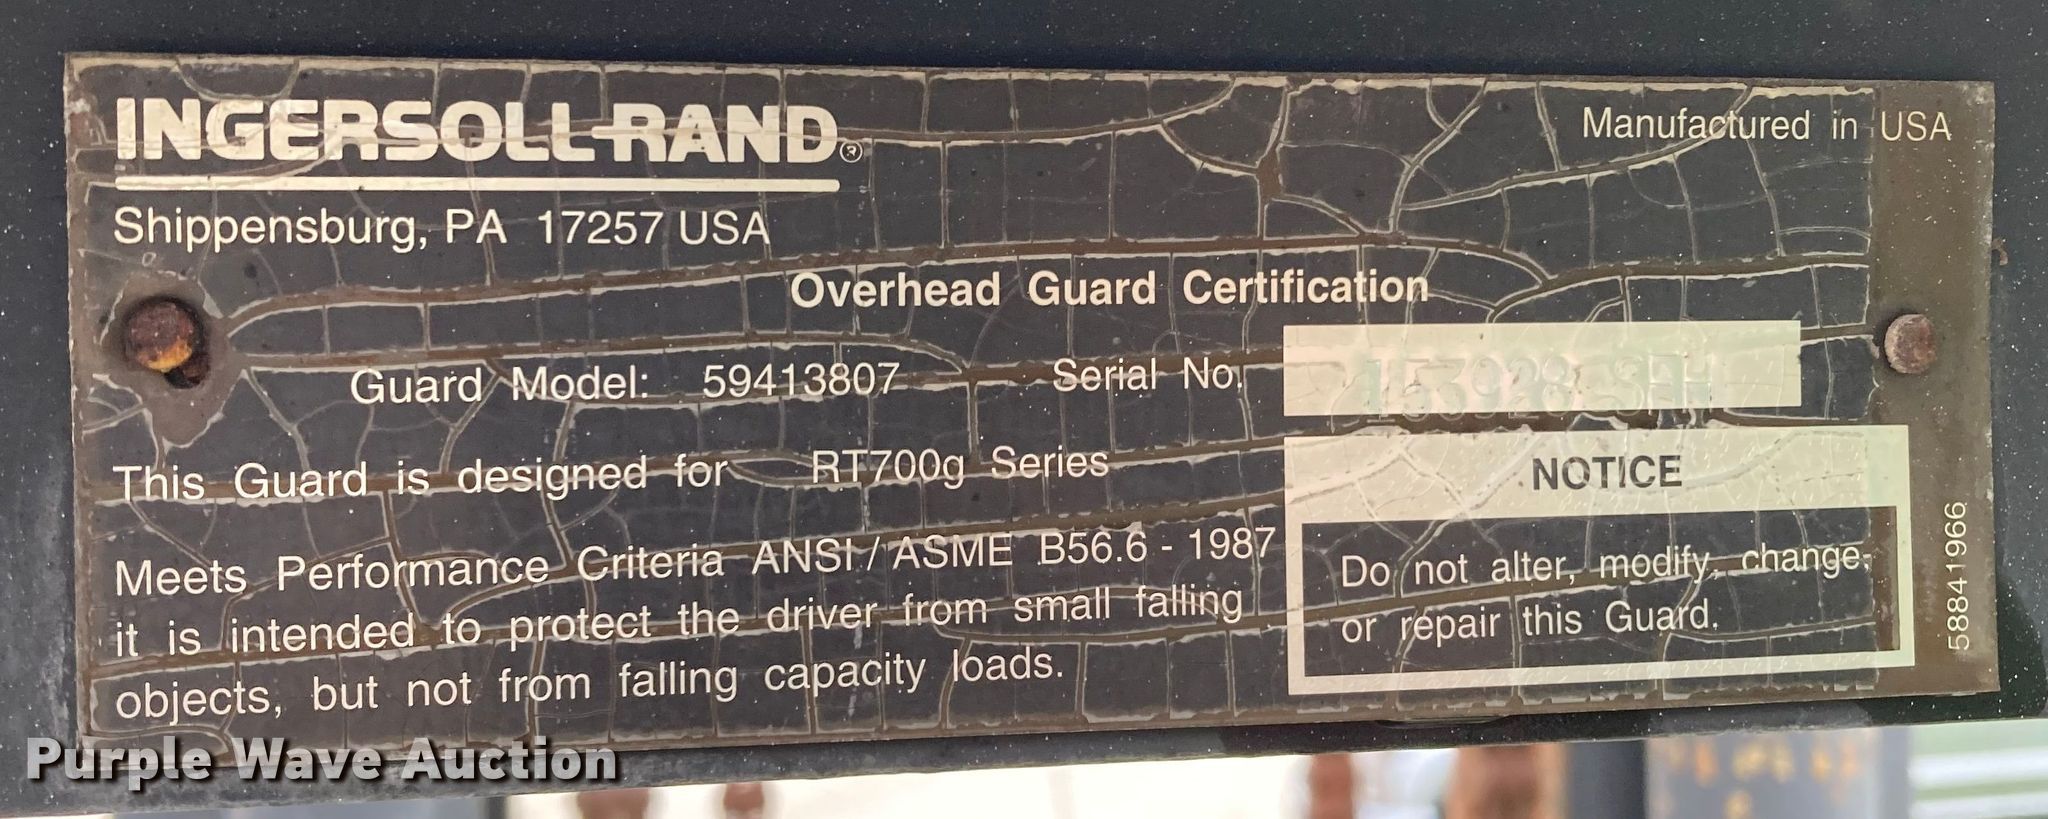 INGERSOLL-RAND®
Manufactured in USA
Shippensburg, PA 17257 USA
Overhead Guard Certification
Guard Model: 59413807 Serial No.
This Guard is designed for RT700g Series
Meets Performance Criteria ANSI / ASME B56.6 - 1987
it is intended to protect the driver from small falling
objects, but not from falling capacity loads.
NOTICE
Do not alter, modify, change,
or repair this Guard.
58841966
Purple Wave Auction